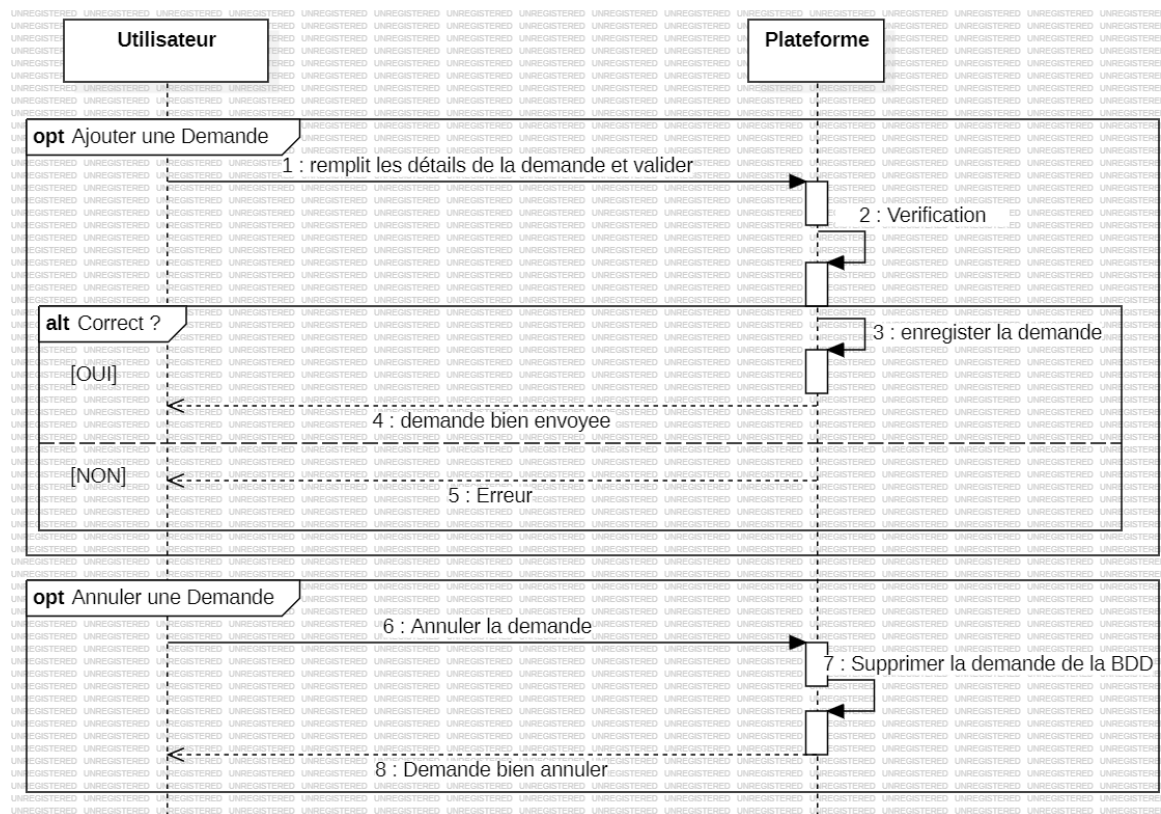 Utilisateur
Plateforme
opt Ajouter une Demande
1 : remplit les détails de la demande et valider
2 : Verification
alt Correct ?
3 : enregister la demande
[OUI]
4 : demande bien envoyee
[NON]
5 : Erreur
opt Annuler une Demande
6 : Annuler la demande
7 : Supprimer la demande de la BDD
8 : Demande bien annuler
UNREGISTERED